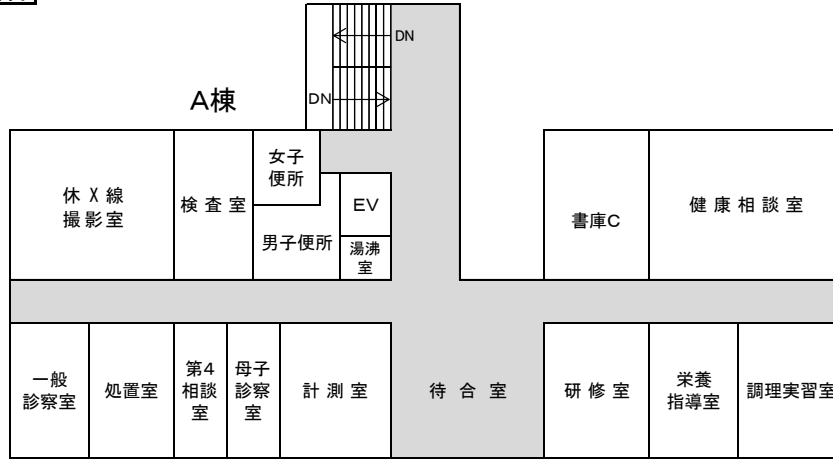 DN
A棟
DN
女子
便所
休X線
撮影室
検査室
EV
書庫C
健康相談室
男子便所
湯沸
室
一般
診察室
処置室
第4
相談
室
母子
診察
室
計測室
待合室
研修室
栄養
指導室
調理実習室